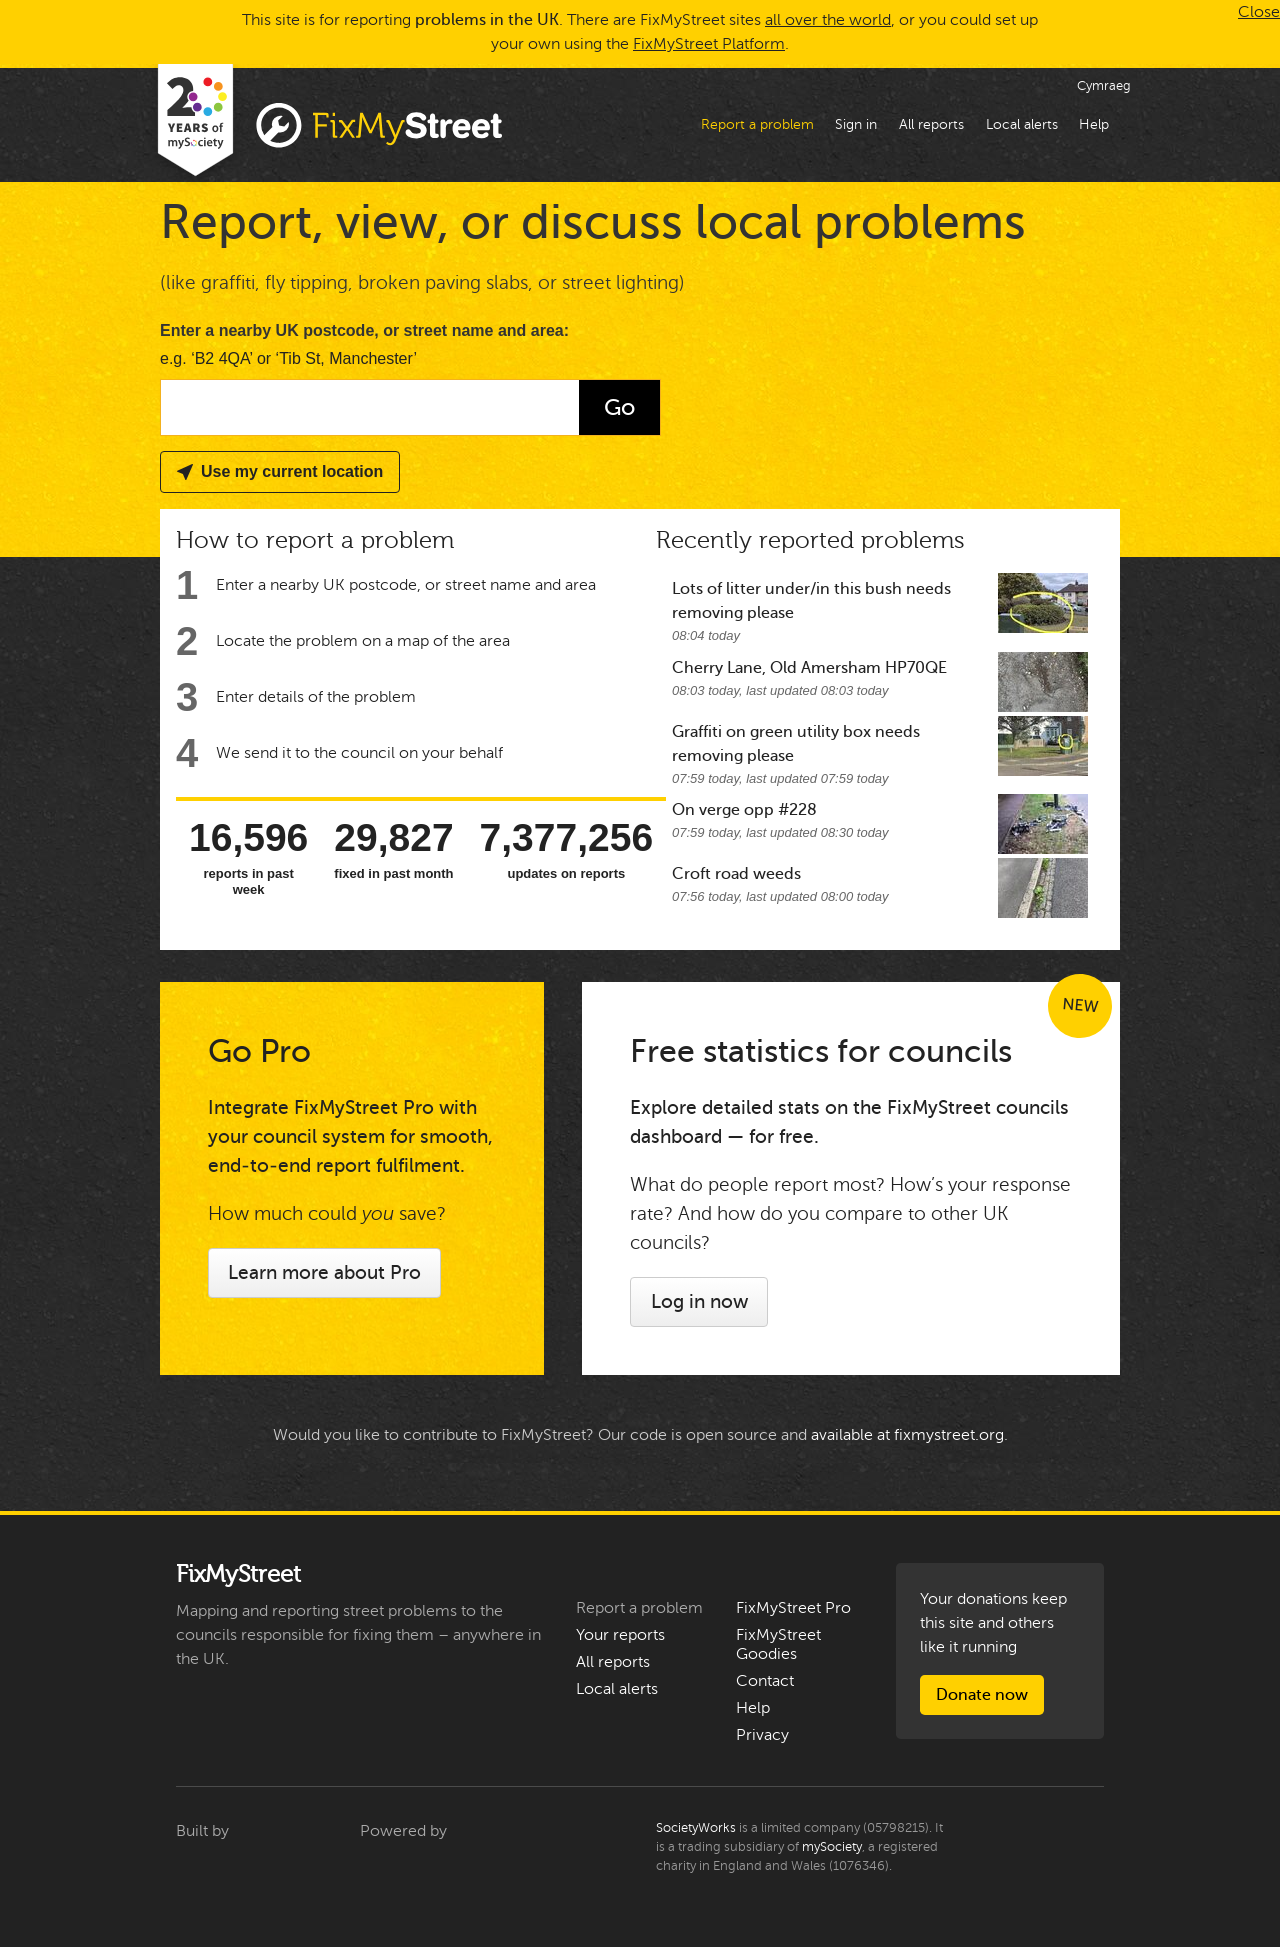 This site is for reporting problems in the UK. There are FixMyStreet sites all over the world, or you could set up
your own using the FixMyStreet Platform.
Close
Cymraeg
20
YEARS of
mySociety
FixMyStreet
Report a problem
Sign in
All reports
Local alerts
Help
Report, view, or discuss local problems
(like graffiti, fly tipping, broken paving slabs, or street lighting)
Enter a nearby UK postcode, or street name and area:
e.g. ‘B2 4QA’ or ‘Tib St, Manchester’
Go
Use my current location
How to report a problem
1 Enter a nearby UK postcode, or street name and area
2 Locate the problem on a map of the area
3 Enter details of the problem
4 We send it to the council on your behalf
16,596
reports in past
week
29,827
fixed in past month
7,377,256
updates on reports
Recently reported problems
Lots of litter under/in this bush needs
removing please
08:04 today
Cherry Lane, Old Amersham HP70QE
08:03 today, last updated 08:03 today
Graffiti on green utility box needs
removing please
07:59 today, last updated 07:59 today
On verge opp #228
07:59 today, last updated 08:30 today
Croft road weeds
07:56 today, last updated 08:00 today
Go Pro
Integrate FixMyStreet Pro with
your council system for smooth,
end-to-end report fulfilment.
How much could you save?
Learn more about Pro
NEW
Free statistics for councils
Explore detailed stats on the FixMyStreet councils
dashboard — for free.
What do people report most? How’s your response
rate? And how do you compare to other UK
councils?
Log in now
Would you like to contribute to FixMyStreet? Our code is open source and available at fixmystreet.org.
FixMyStreet
Mapping and reporting street problems to the
councils responsible for fixing them – anywhere in
the UK.
Report a problem
Your reports
All reports
Local alerts
FixMyStreet Pro
FixMyStreet
Goodies
Contact
Help
Privacy
Your donations keep
this site and others
like it running
Donate now
Built by
Powered by
SocietyWorks is a limited company (05798215). It
is a trading subsidiary of mySociety, a registered
charity in England and Wales (1076346).